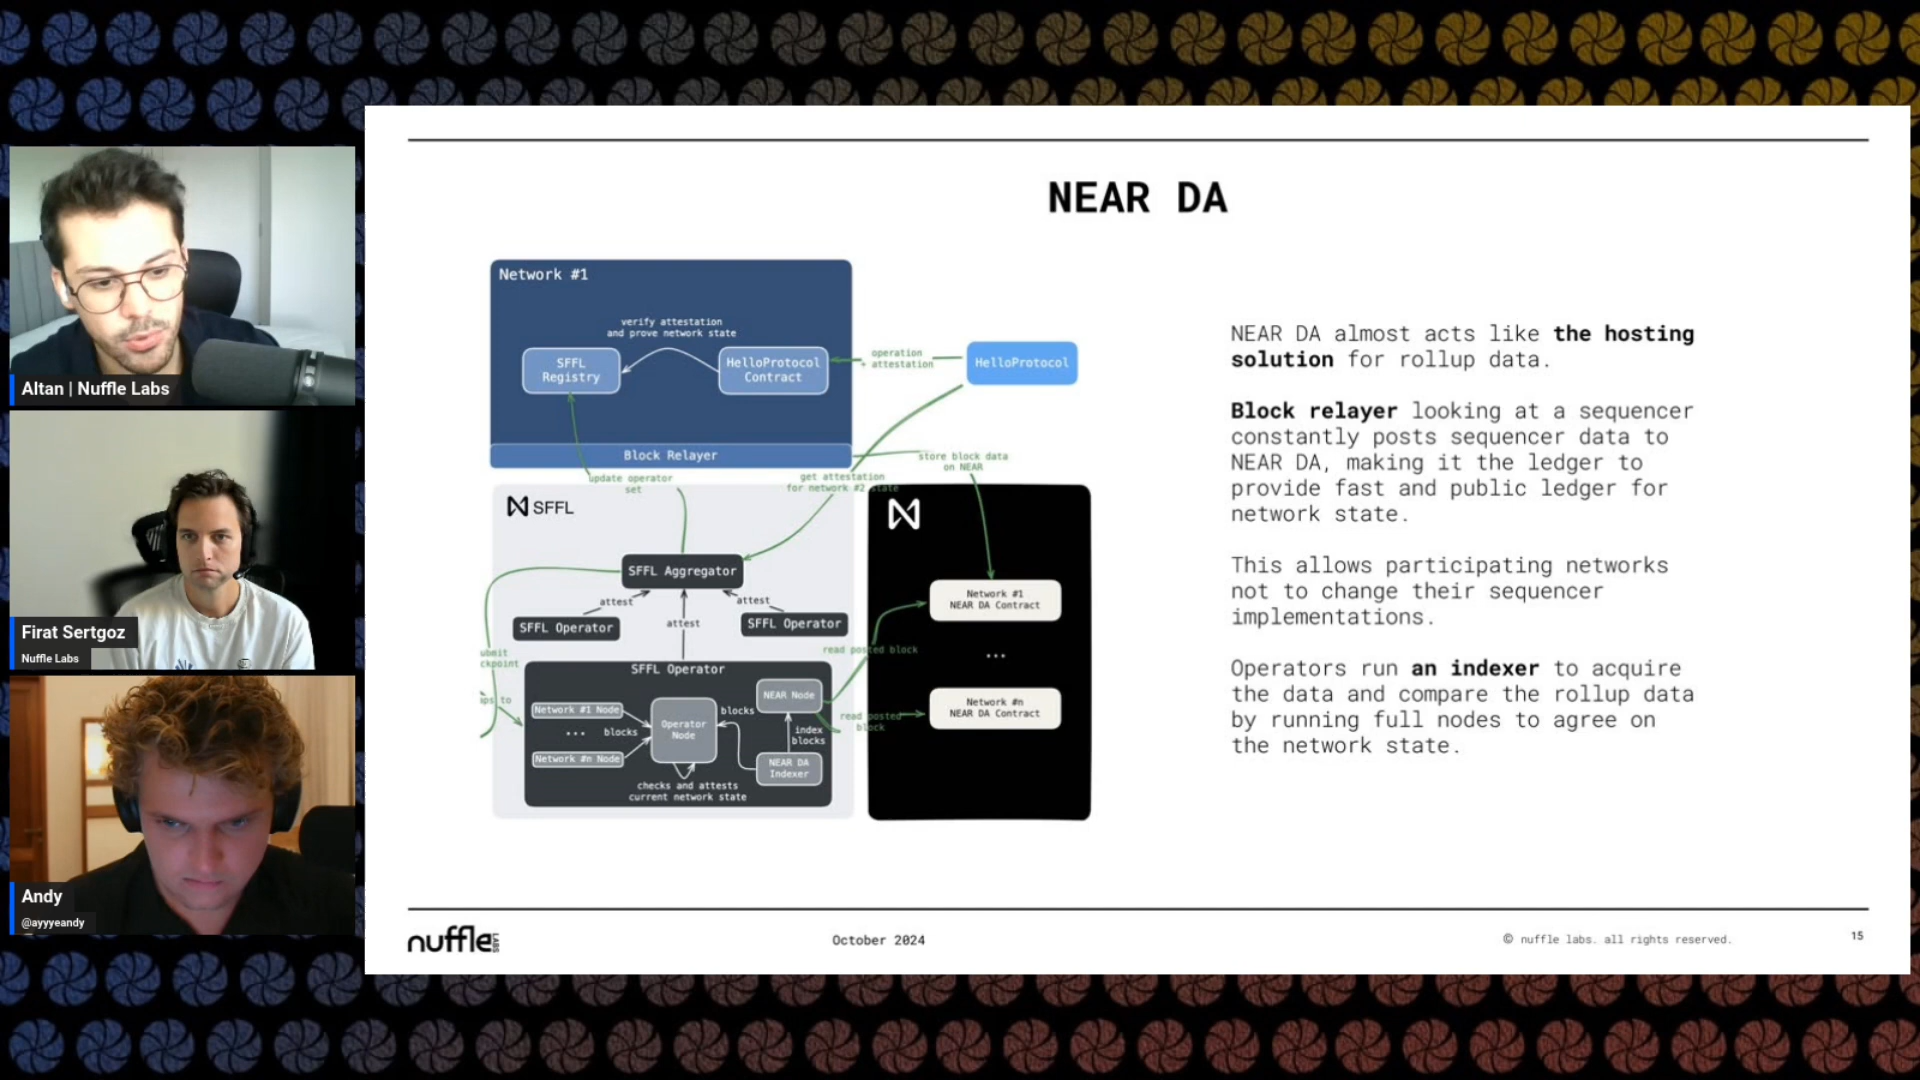 Altan | Nuffle Labs
Firat Sertgoz
Nuffle Labs
Andy
@ayyyeandy
NEAR DA
Network #1
verify attestation
and prove network state
SFFL
Registry
HelloProtocol
Contract
operation
+ attestation
HelloProtocol
Block Relayer
update operator
set
get attestation
for network #2 state
store block data
on NEAR
SFFL
SFFL Aggregator
attest
attest
attest
SFFL Operator
SFFL Operator
SFFL Operator
Network #1 Node
...
blocks
Network #n Node
Operator
Node
blocks
NEAR Node
index
blocks
NEAR DA
Indexer
checks and attests
current network state
read posted block
read posted
block
Network #1
NEAR DA Contract
...
Network #n
NEAR DA Contract
NEAR DA almost acts like the hosting
solution for rollup data.
Block relayer looking at a sequencer
constantly posts sequencer data to
NEAR DA, making it the ledger to
provide fast and public ledger for
network state.
This allows participating networks
not to change their sequencer
implementations.
Operators run an indexer to acquire
the data and compare the rollup data
by running full nodes to agree on
the network state.
nuffle LABS
October 2024
© nuffle labs. all rights reserved.
15